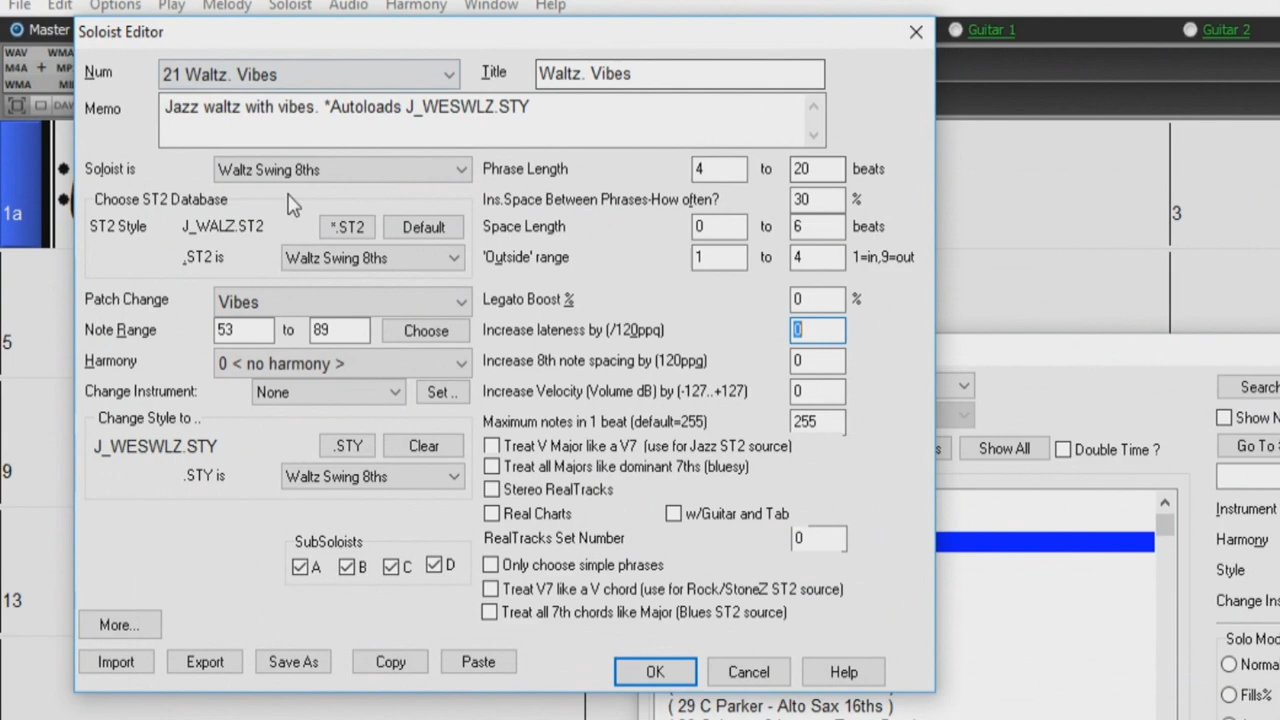 File Edit Options Play Melody Soloist Audio Harmony Window Help
Master
Guitar 1
Guitar 2
WAV WMA
M4A + MP
WMA
DAW
Soloist Editor
Num 21 Waltz. Vibes Title Waltz. Vibes
Memo Jazz waltz with vibes. *Autoloads J_WESWLZ.STY
Soloist is Waltz Swing 8ths Phrase Length 4 to 20 beats
Choose ST2 Database Ins.Space Between Phrases-How often? 30 %
ST2 Style J_WALZ.ST2 *.ST2 Default Space Length 0 to 6 beats
.ST2 is Waltz Swing 8ths 'Outside' range 1 to 4 1=in,9=out
Patch Change Vibes Legato Boost % 0 %
Note Range 53 to 89 Choose Increase lateness by (/120ppq) 0
Harmony 0 < no harmony > Increase 8th note spacing by (120ppg) 0
Change Instrument: None Set .. Increase Velocity (Volume dB) by (-127..+127) 0
Change Style to .. Maximum notes in 1 beat (default=255) 255
J_WESWLZ.STY .STY Clear Treat V Major like a V7 (use for Jazz ST2 source)
Treat all Majors like dominant 7ths (bluesy)
.STY is Waltz Swing 8ths Stereo RealTracks
Real Charts w/Guitar and Tab
SubSoloists RealTracks Set Number 0
A B C D Only choose simple phrases
Treat V7 like a V chord (use for Rock/StoneZ ST2 source)
Treat all 7th chords like Major (Blues ST2 source)
More...
Import Export Save As Copy Paste OK Cancel Help
1a
3
5
9
13
Show All Double Time ?
Show N
Go To
Instrument
Harmony
Style
Change Ins
Solo Mod
Norma
Fills%
( 29 C Parker - Alto Sax 16ths )